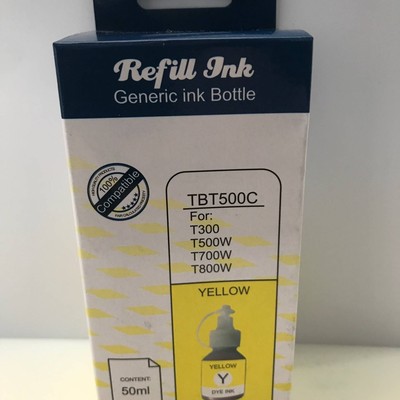 Refill Ink
Generic ink Bottle
100%
Compatible
TBT500C
For:
T300
T500W
T700W
T800W
YELLOW
YELLOW
Y
DYE INK
CONTENT:
50ml